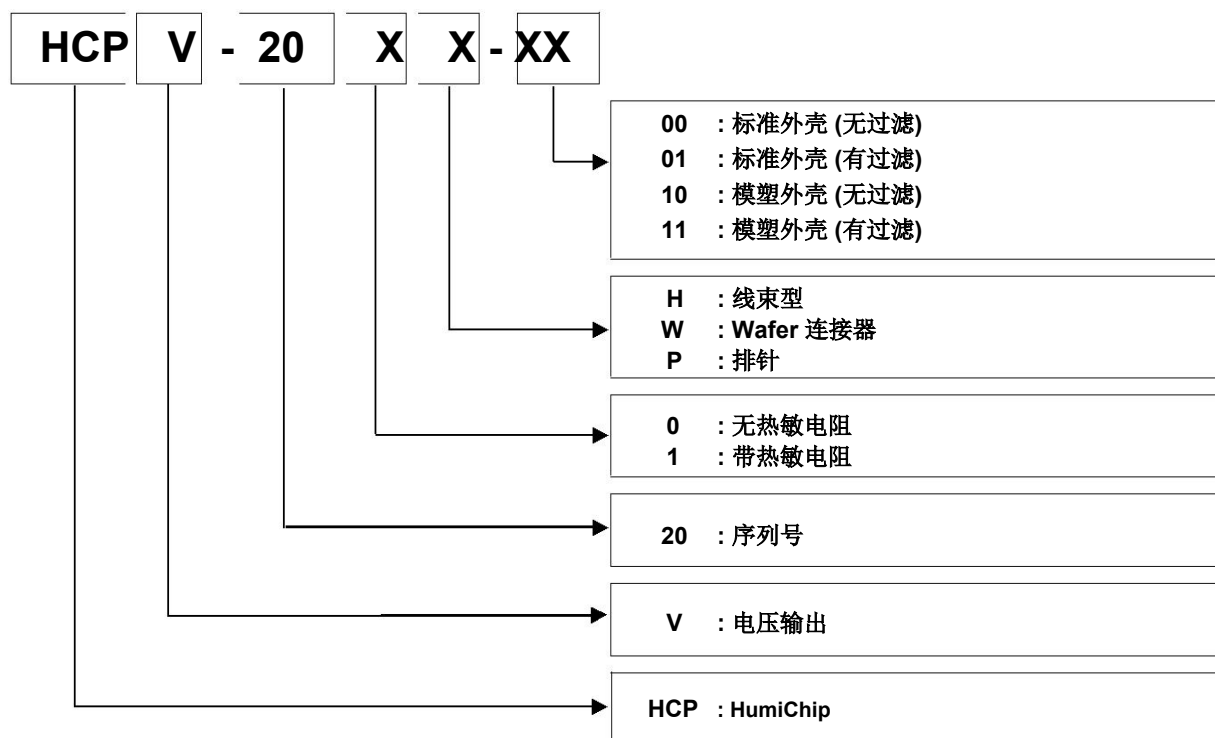 HCP V - 20 X X - XX
00 : 标准外壳 (无过滤)
01 : 标准外壳 (有过滤)
10 : 模塑外壳 (无过滤)
11 : 模塑外壳 (有过滤)
H : 线束型
W : Wafer 连接器
P : 排针
0 : 无热敏电阻
1 : 带热敏电阻
20 : 序列号
V : 电压输出
HCP : HumiChip